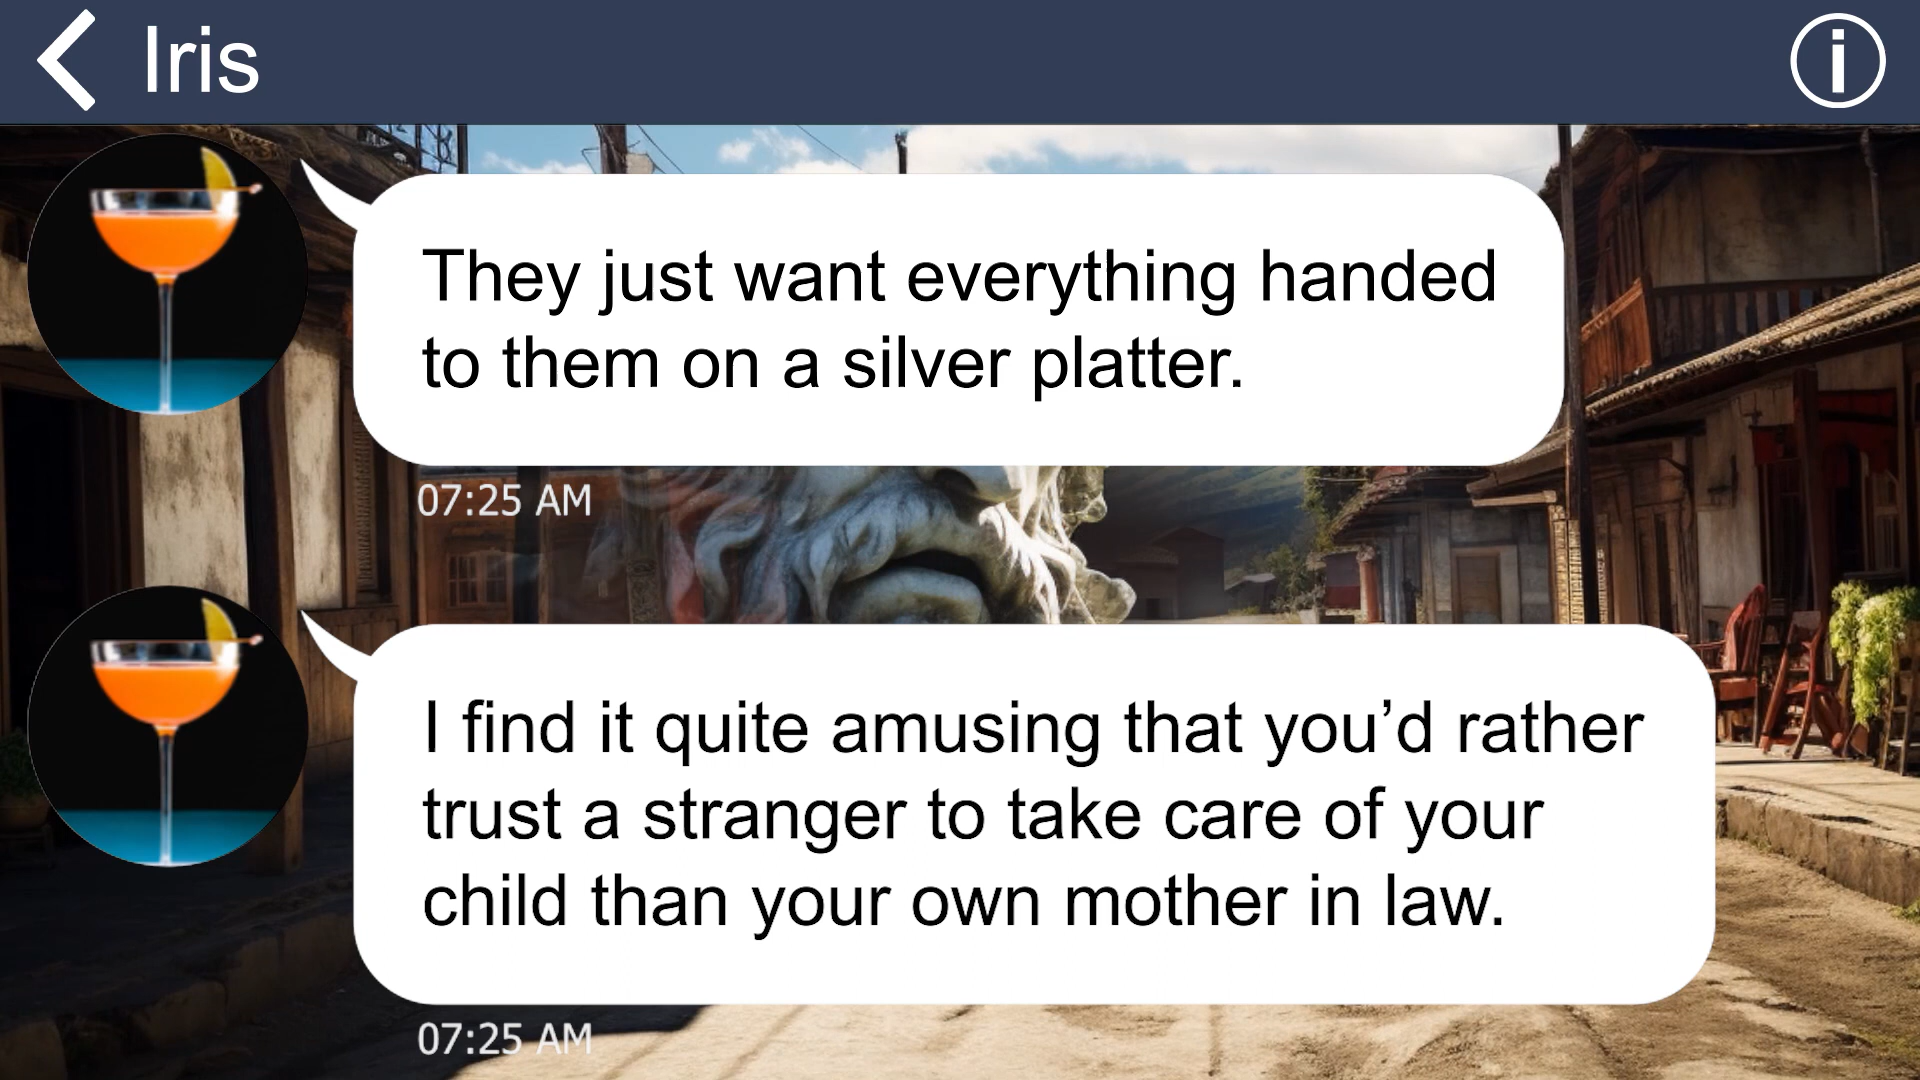 Iris
They just want everything handed
to them on a silver platter.
07:25 AM
I find it quite amusing that you’d rather
trust a stranger to take care of your
child than your own mother in law.
07:25 AM